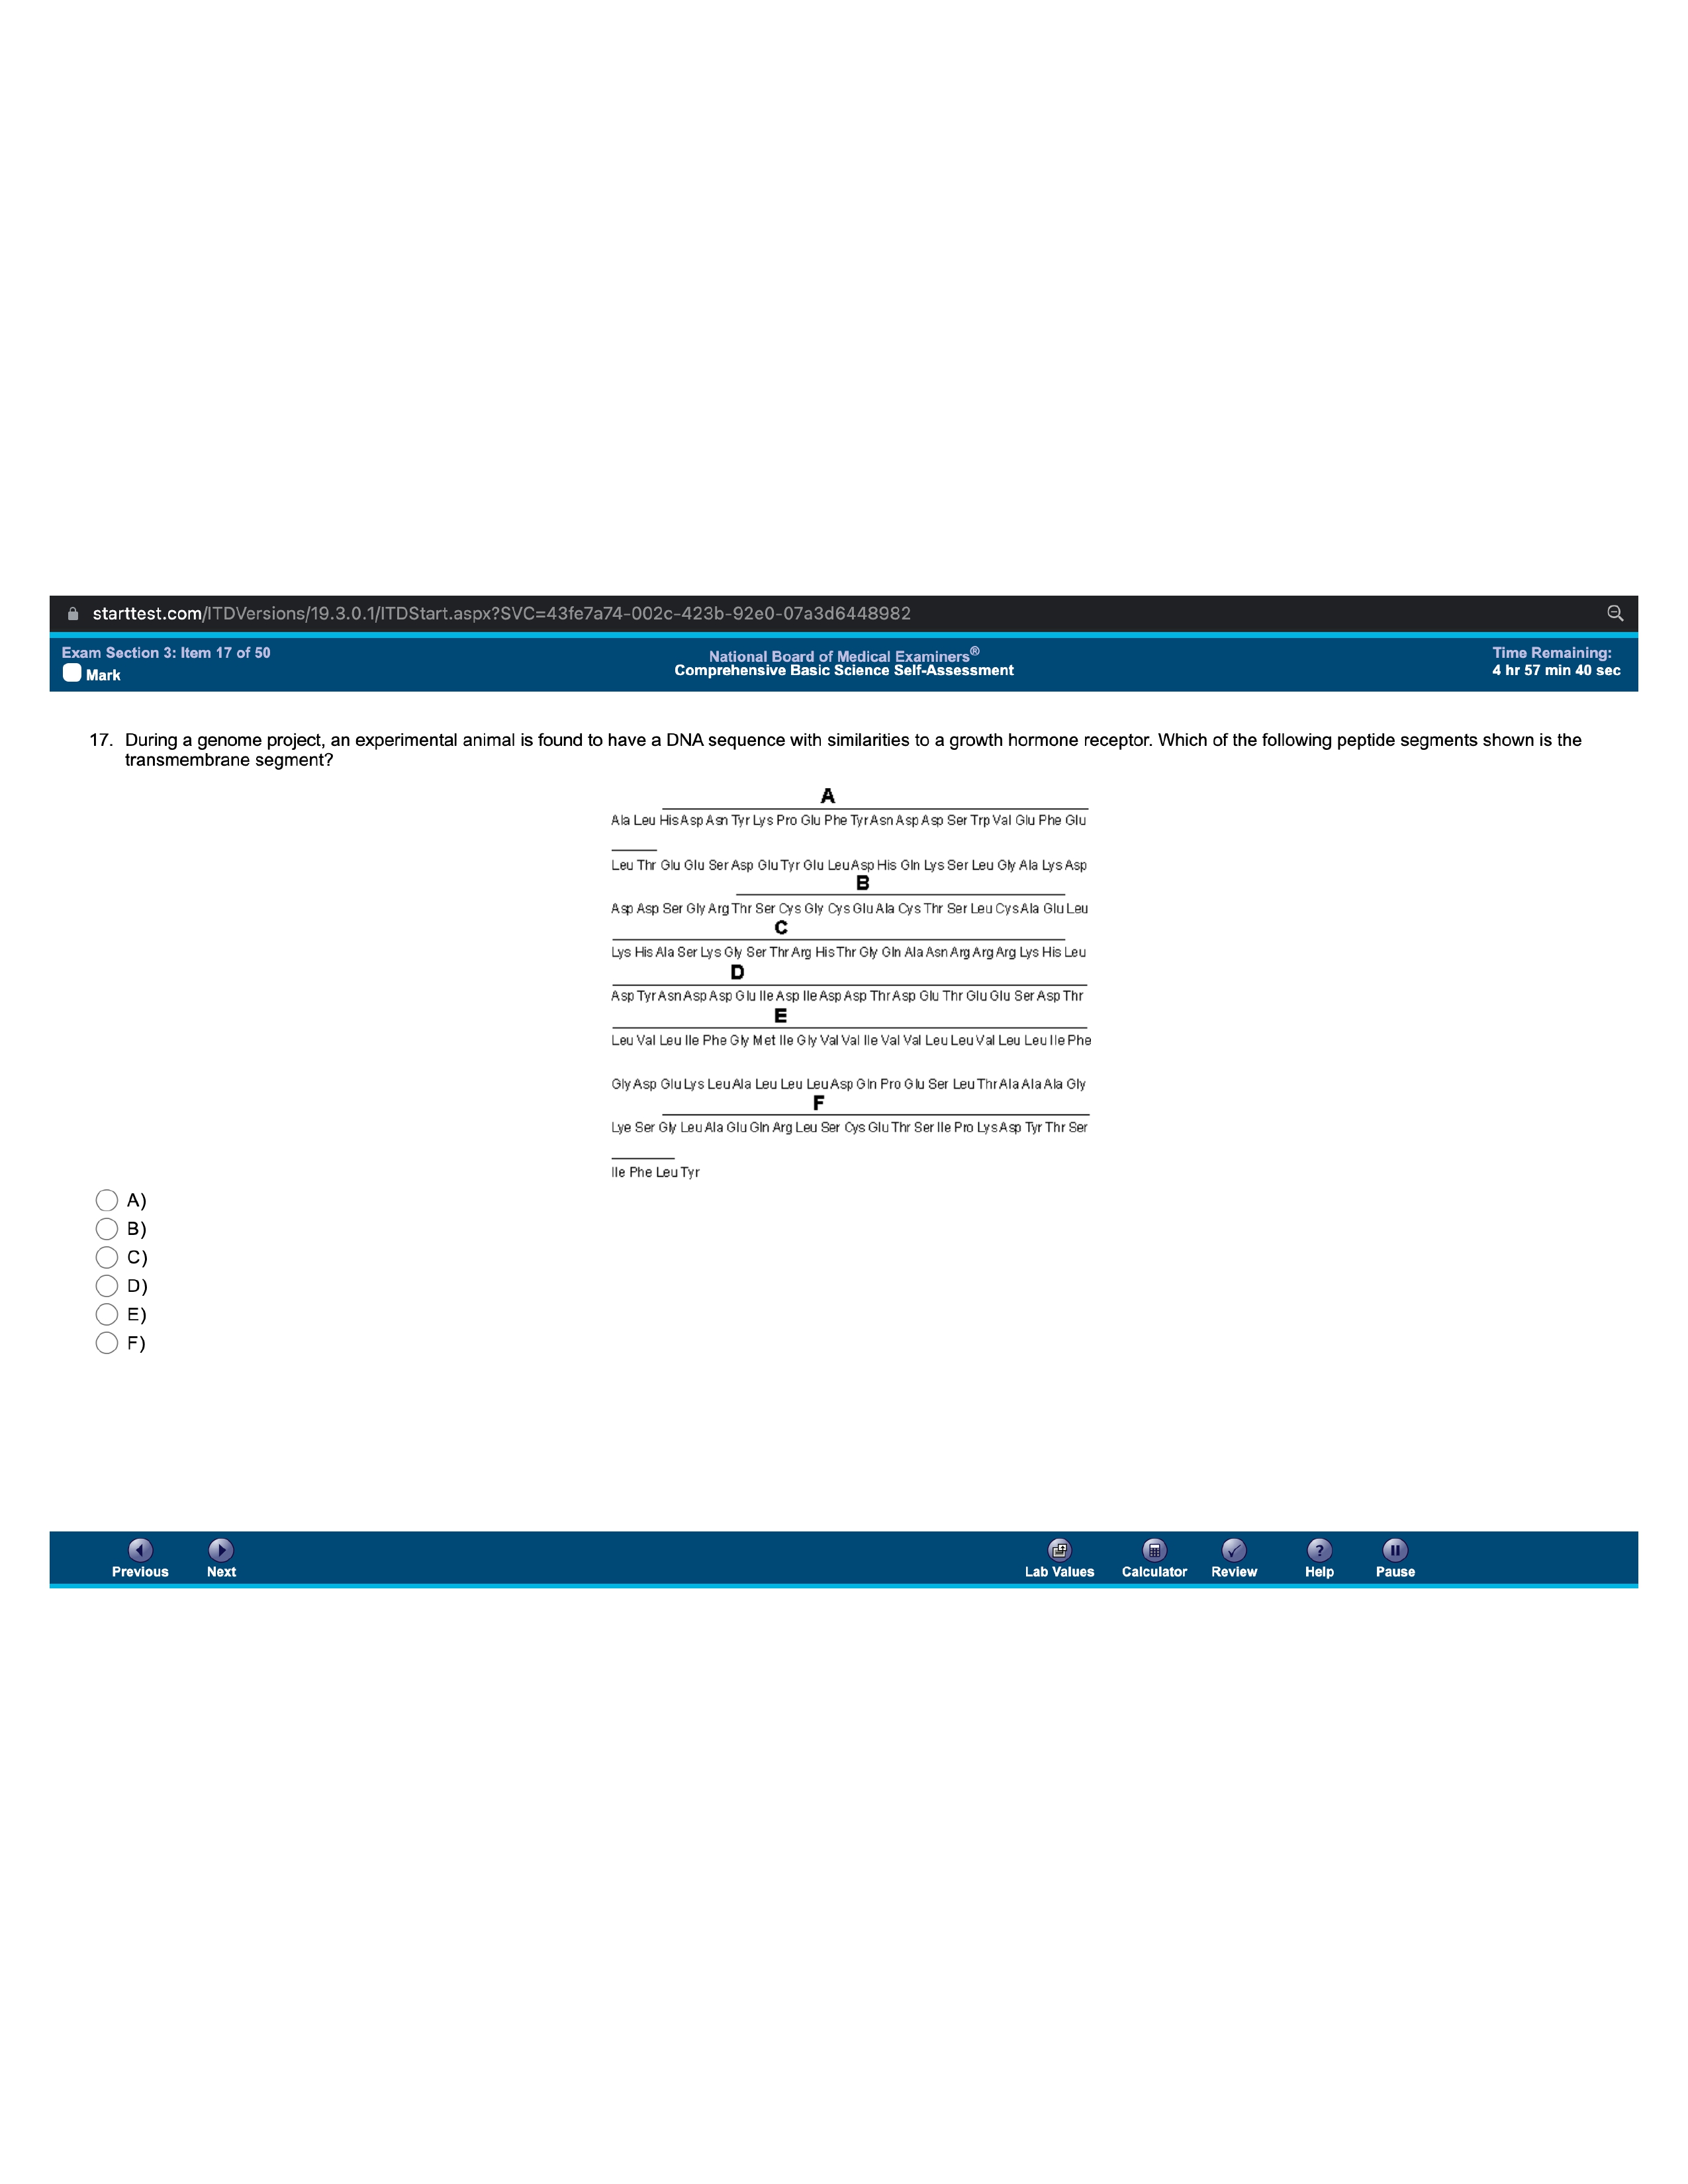 starttest.com/ITDVersions/19.3.0.1/ITDStart.aspx?SVC=43fe7a74-002c-423b-92e0-07a3d6448982
Exam Section 3: Item 17 of 50
Mark
National Board of Medical Examiners®
Comprehensive Basic Science Self-Assessment
Time Remaining:
4 hr 57 min 40 sec
17. During a genome project, an experimental animal is found to have a DNA sequence with similarities to a growth hormone receptor. Which of the following peptide segments shown is the
transmembrane segment?
A
Ala Leu His Asp Asn Tyr Lys Pro Glu Phe Tyr Asn Asp Asp Ser Trp Val Glu Phe Glu
Leu Thr Glu Glu Ser Asp Glu Tyr Glu Leu Asp His Gln Lys Ser Leu Gly Ala Lys Asp
B
Asp Asp Ser Gly Arg Thr Ser Cys Gly Cys Glu Ala Cys Thr Ser Leu Cys Ala Glu Leu
C
Lys His Ala Ser Lys Gly Ser Thr Arg His Thr Gly Gln Ala Asn Arg Arg Arg Lys His Leu
D
Asp Tyr Asn Asp Asp Glu Ile Asp Ile Asp Asp Thr Asp Glu Thr Glu Glu Ser Asp Thr
E
Leu Val Leu Ile Phe Gly Met Ile Gly Val Val Ile Val Val Leu Leu Val Leu Leu Ile Phe
Gly Asp Glu Lys Leu Ala Leu Leu Leu Asp Gln Pro Glu Ser Leu Thr Ala Ala Ala Gly
F
Lye Ser Gly Leu Ala Glu Gln Arg Leu Ser Cys Glu Thr Ser Ile Pro Lys Asp Tyr Thr Ser
Ile Phe Leu Tyr
A)
B)
C)
D)
E)
F)
Previous
Next
Lab Values
Calculator
Review
Help
Pause